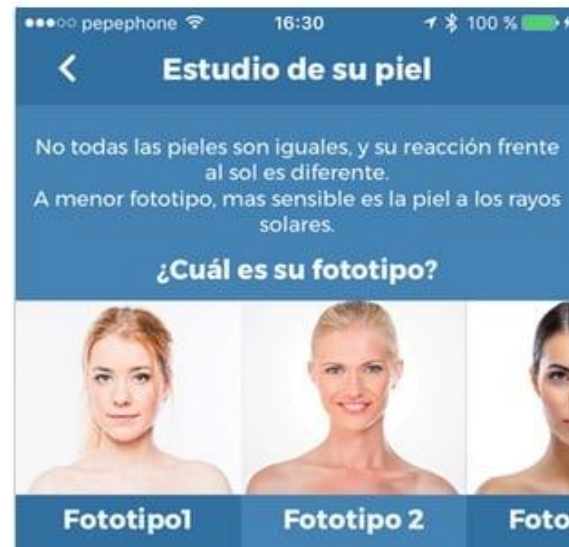 pepephone 16:30 100 %
Estudio de su piel
No todas las pieles son iguales, y su reacción frente
al sol es diferente.
A menor fototipo, mas sensible es la piel a los rayos
solares.
¿Cuál es su fototipo?
Fototipo1 Fototipo 2 Foto